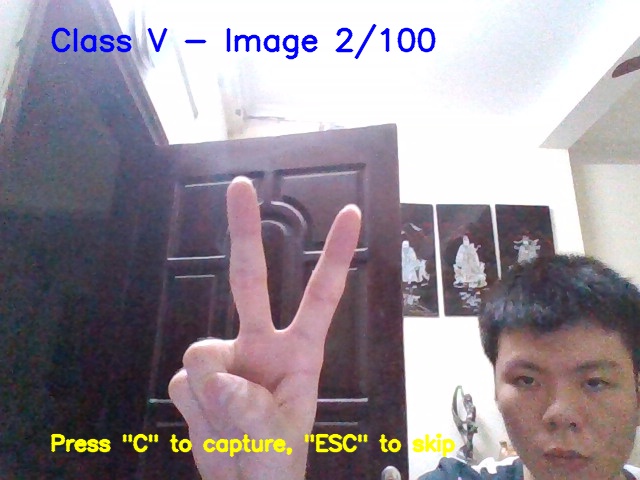 Class V - Image 2/100
Press "C" to capture, "ESC" to skip